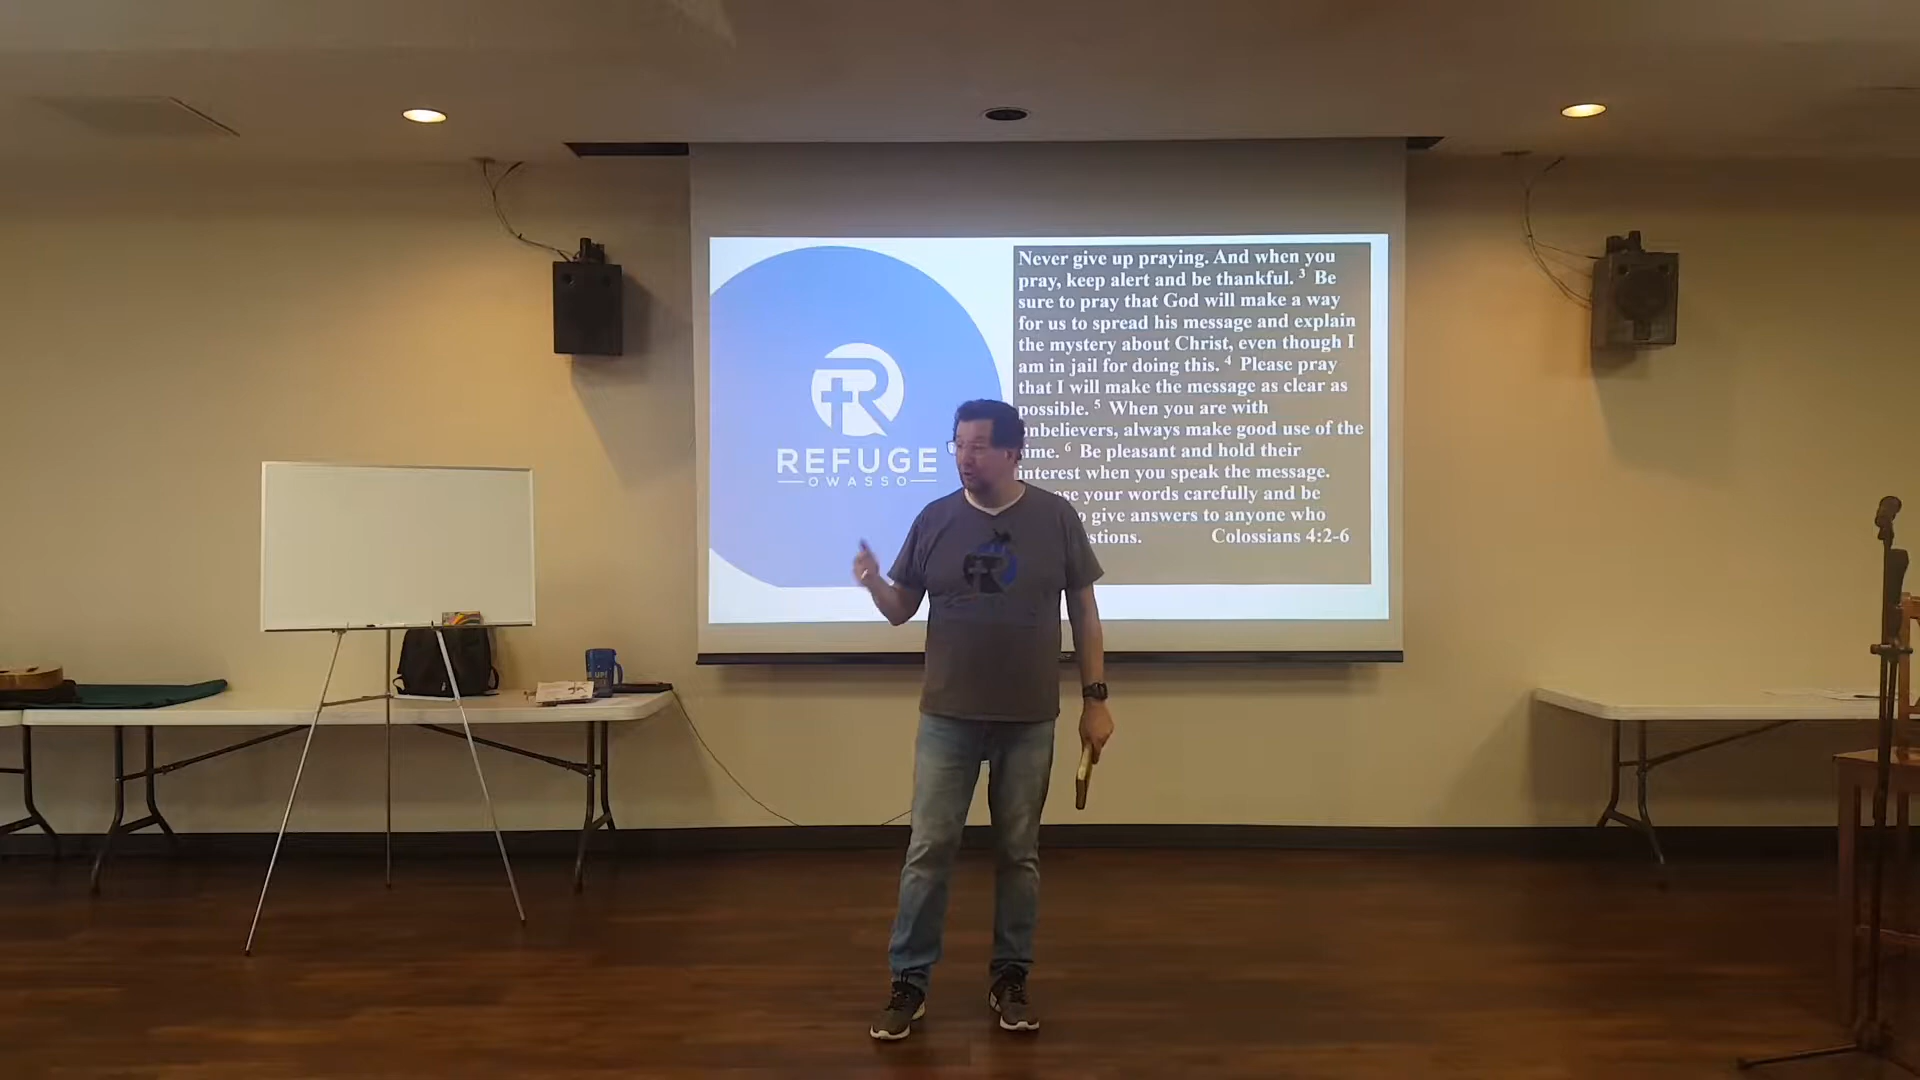 REFUGE
OWASSO
Never give up praying. And when you
pray, keep alert and be thankful. 3 Be
sure to pray that God will make a way
for us to spread his message and explain
the mystery about Christ, even though I
am in jail for doing this. 4 Please pray
that I will make the message as clear as
possible. 5 When you are with
always make good use of the
6 Be pleasant and hold their
interest when you speak the message.
your words carefully and be
give answers to anyone who
Colossians 4:2-6
UP!